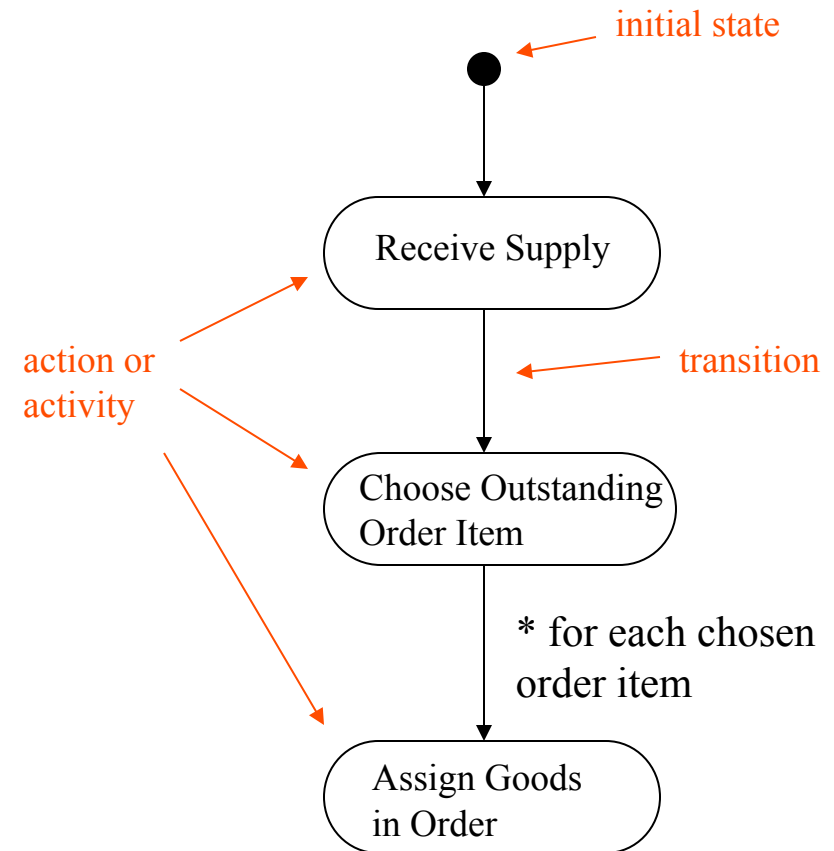 initial state
Receive Supply
action or
activity
transition
Choose Outstanding
Order Item
* for each chosen
order item
Assign Goods
in Order